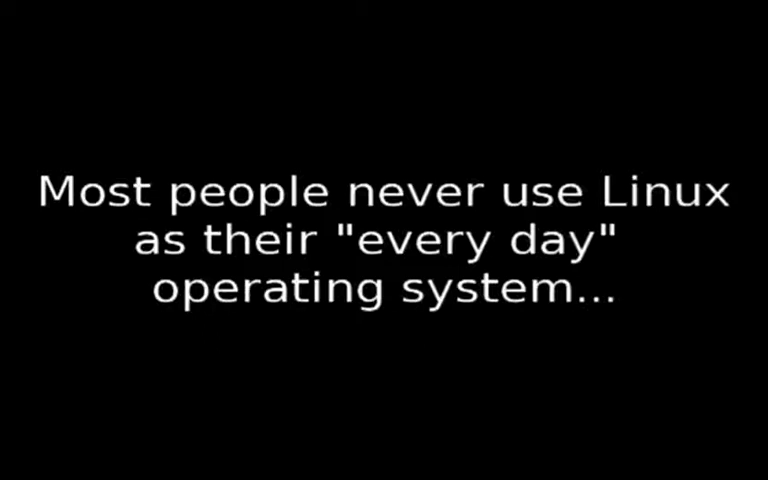 Most people never use Linux
as their "every day"
operating system...